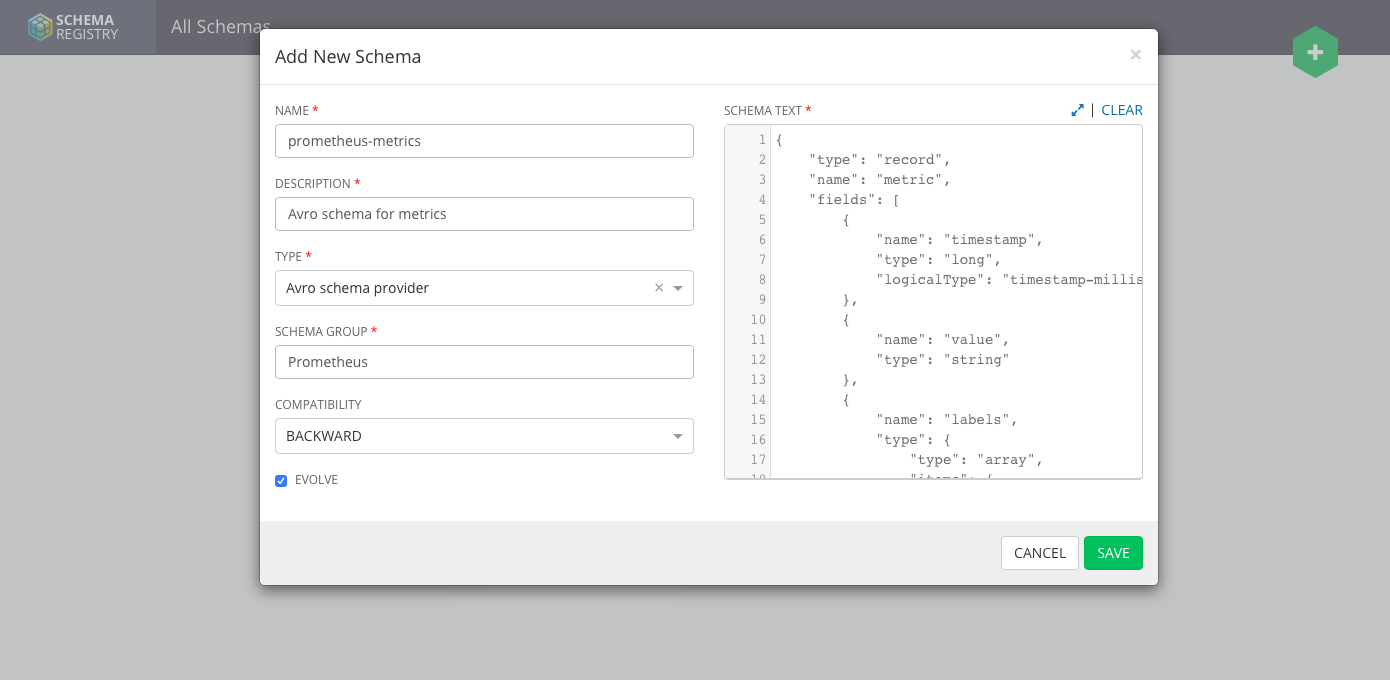 SCHEMA
REGISTRY
All Schemas
Add New Schema
×
NAME *
prometheus-metrics
DESCRIPTION *
Avro schema for metrics
TYPE *
Avro schema provider
×
SCHEMA GROUP *
Prometheus
COMPATIBILITY
BACKWARD
EVOLVE
SCHEMA TEXT *
| CLEAR
1 {
2 "type": "record",
3 "name": "metric",
4 "fields": [
5 {
6 "name": "timestamp",
7 "type": "long",
8 "logicalType": "timestamp-millis
9 },
10 {
11 "name": "value",
12 "type": "string"
13 },
14 {
15 "name": "labels",
16 "type": {
17 "type": "array",
18 "items": {
CANCEL
SAVE